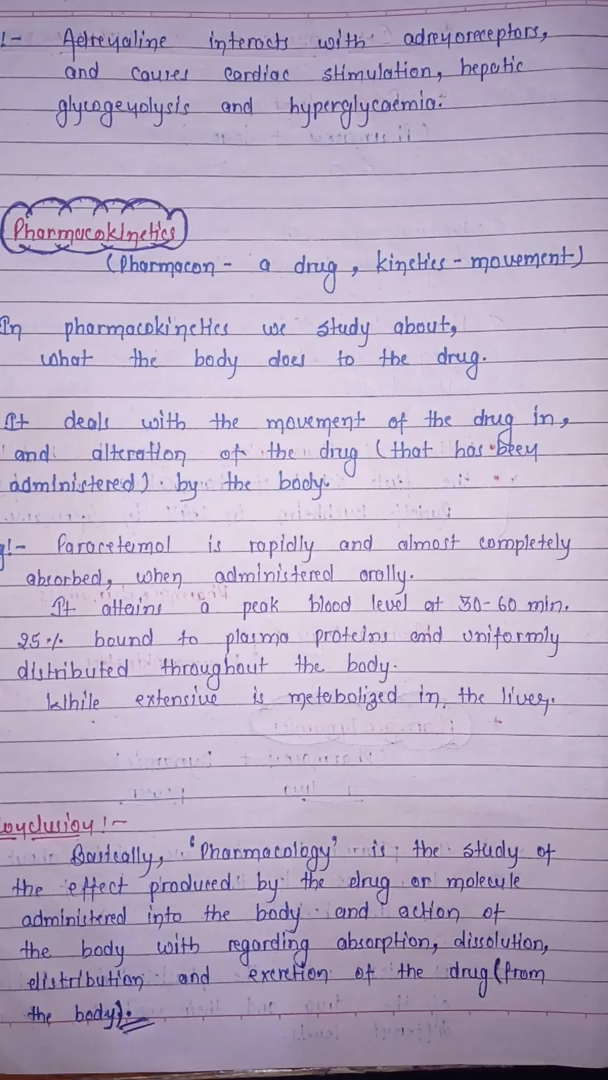 !- Adrenaline interacts with adrenoreceptors,
and causes cardiac stimulation, hepatic
glycogenolysis and hyperglycaemia.
Pharmacokinetics
(Pharmacon - a drug, kinetics - movement)
In pharmacokinetics we study about,
what the body does to the drug.
It deals with the movement of the drug in,
and alteration of the drug (that has been
administered) by the body.
g!- Paracetemol is rapidly and almost completely
absorbed, when administered orally.
It attains a peak blood level at 30-60 min.
25% bound to plasma proteins and uniformly
distributed throughout the body.
While extensive is metabolized in the liver.
Conclusion!-
Basically, 'Pharmacology' is the study of
the effect produced by the drug or molecule
administered into the body and action of
the body with regarding absorption, dissolution,
distribution and excretion of the drug (from
the body).